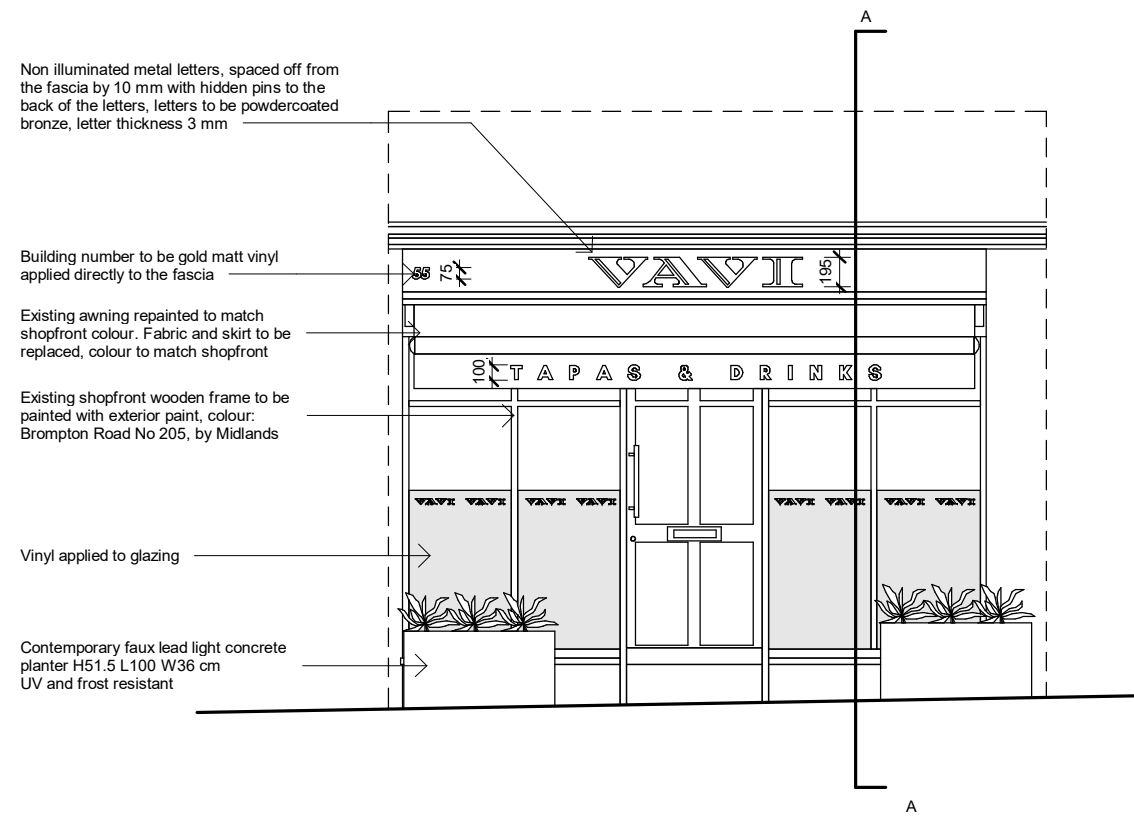 A
Non illuminated metal letters, spaced off from
the fascia by 10 mm with hidden pins to the
back of the letters, letters to be powdercoated
bronze, letter thickness 3 mm
Building number to be gold matt vinyl
applied directly to the fascia
55
75
VAVI
195
Existing awning repainted to match
shopfront colour. Fabric and skirt to be
replaced, colour to match shopfront
100
TAPAS & DRINKS
Existing shopfront wooden frame to be
painted with exterior paint, colour:
Brompton Road No 205, by Midlands
VAVI VAVI VAVI VAVI VAVI VAVI VAVI VAVI
Vinyl applied to glazing
Contemporary faux lead light concrete
planter H51.5 L100 W36 cm
UV and frost resistant
A